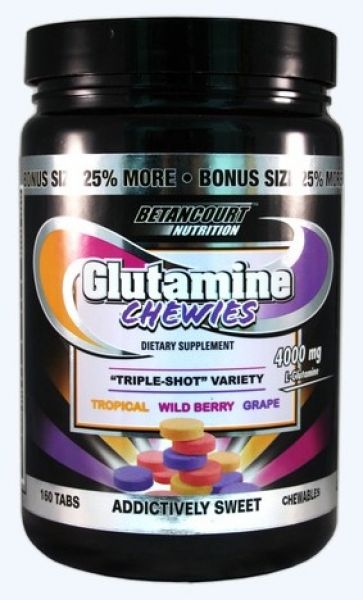 BONUS SIZE 25% MORE • BONUS SIZE 25% MORE
BETANCOURT
NUTRITION
Glutamine
CHEWIES
DIETARY SUPPLEMENT
4000 mg
L-Glutamine
"TRIPLE-SHOT" VARIETY
TROPICAL WILD BERRY GRAPE
160 TABS
ADDICTIVELY SWEET
CHEWABLES